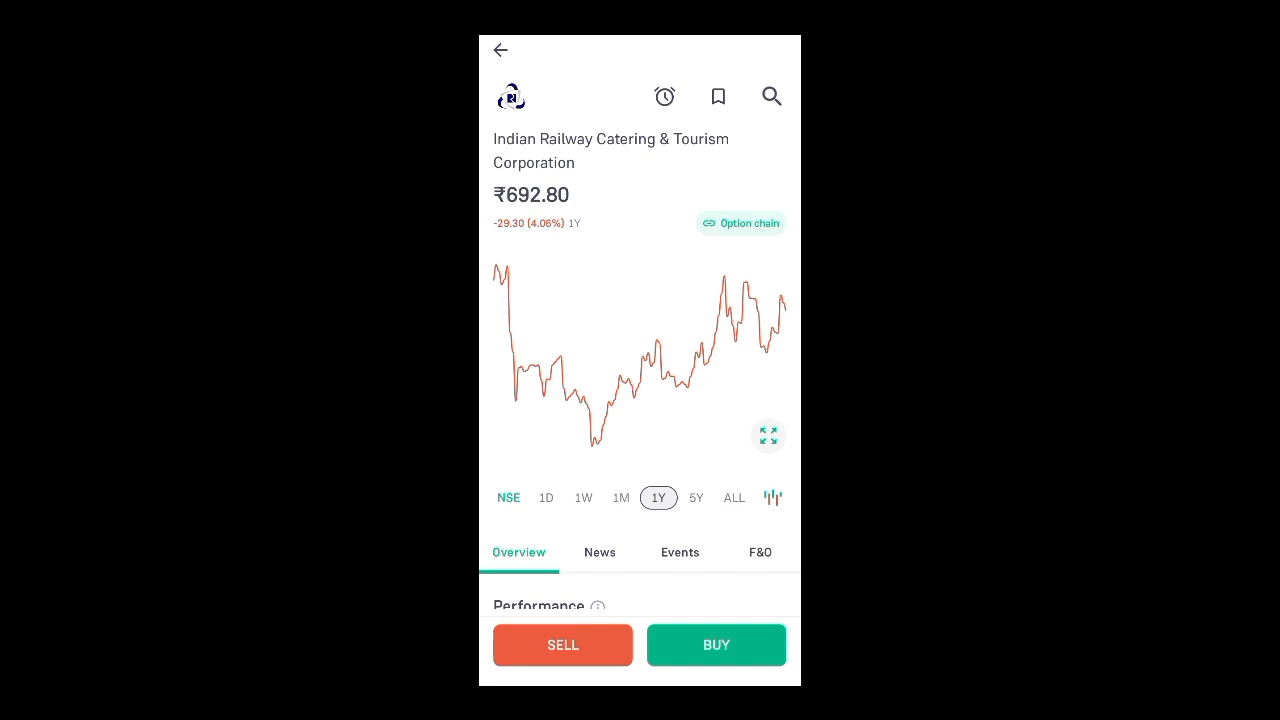 Indian Railway Catering & Tourism
Corporation
₹692.80
-29.30 (4.06%) 1Y
Option chain
NSE 1D 1W 1M 1Y 5Y ALL
Overview News Events F&O
Performance
SELL BUY